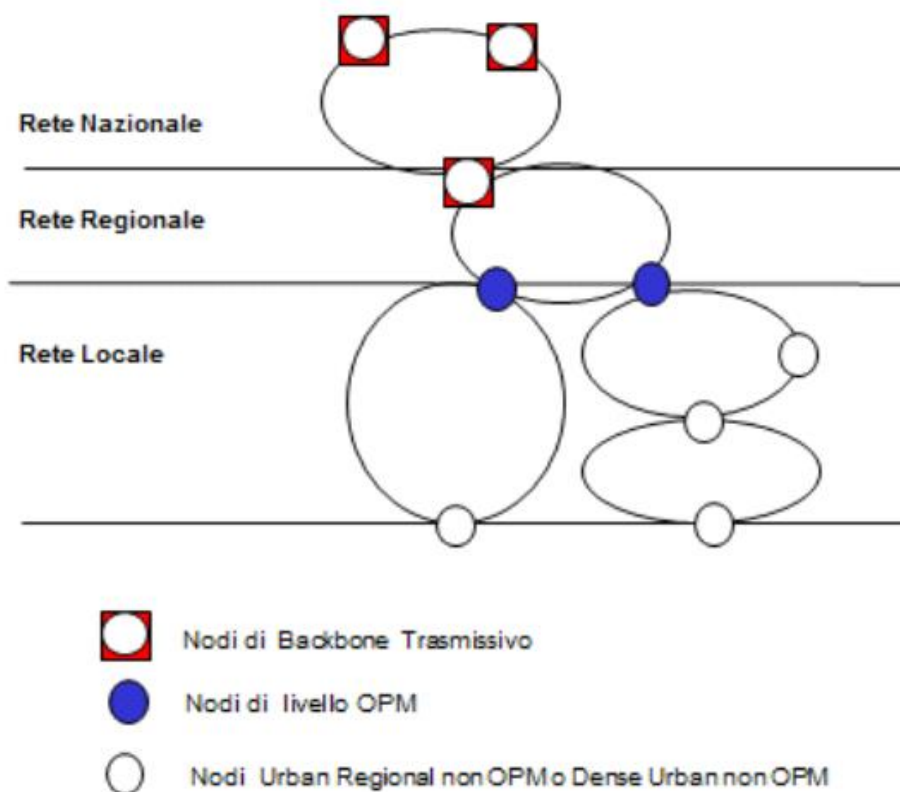 Rete Nazionale
Rete Regionale
Rete Locale
Nodi di Backbone Trasmissivo
Nodi di livello OPM
Nodi Urban Regional non OPM o Dense Urban non OPM